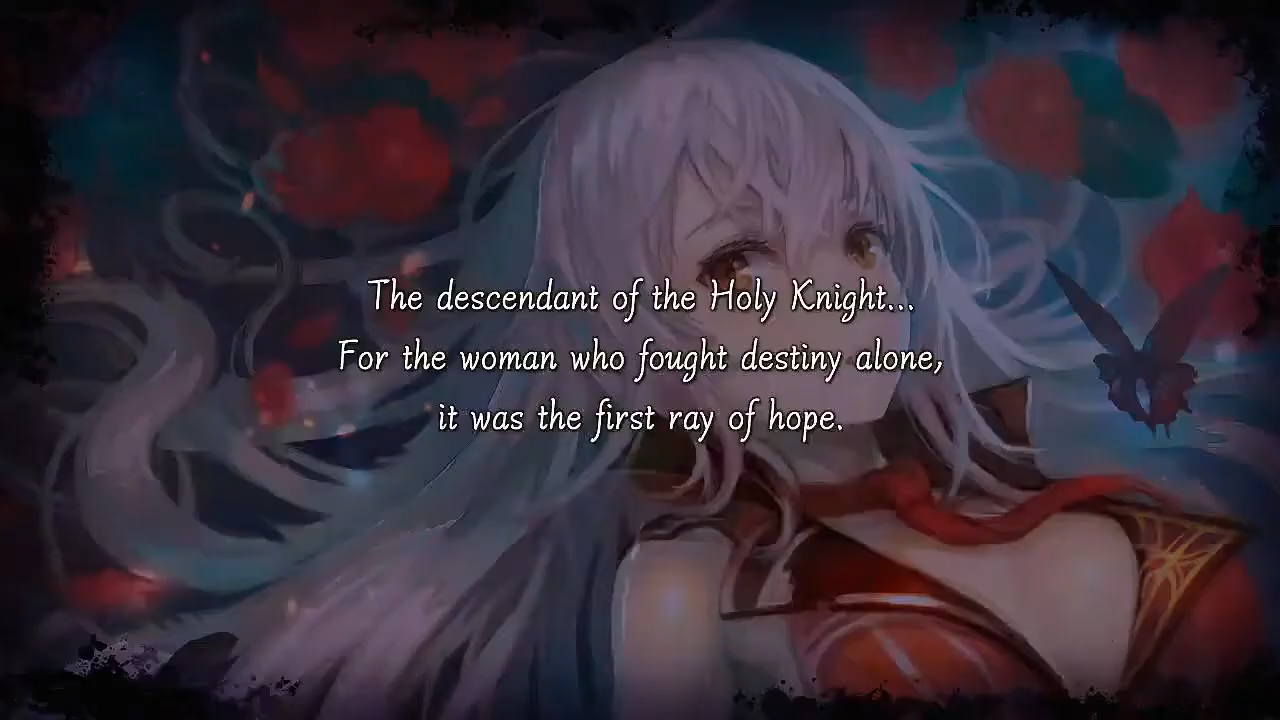 The descendant of the Holy Knight...
For the woman who fought destiny alone,
it was the first ray of hope.